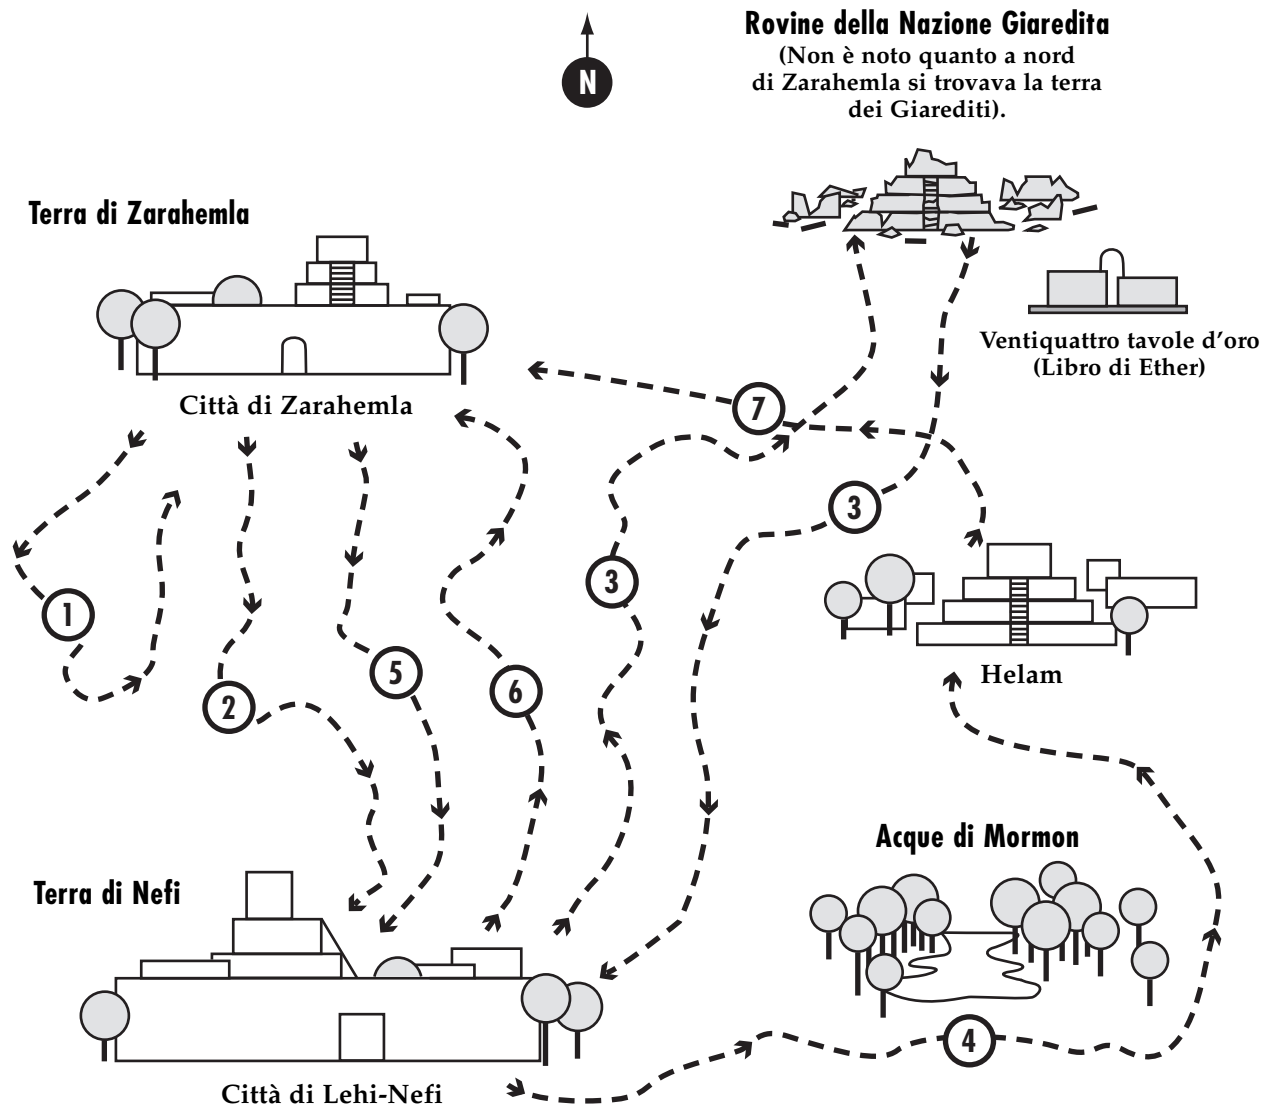 Rovine della Nazione Giaredita
(Non è noto quanto a nord
di Zarahemla si trovava la terra
dei Giarediti).
N
Terra di Zarahemla
Ventiquattro tavole d'oro
(Libro di Ether)
Città di Zarahemla
7
3
3
1
5
6
2
Helam
Acque di Mormon
Terra di Nefi
4
Città di Lehi-Nefi